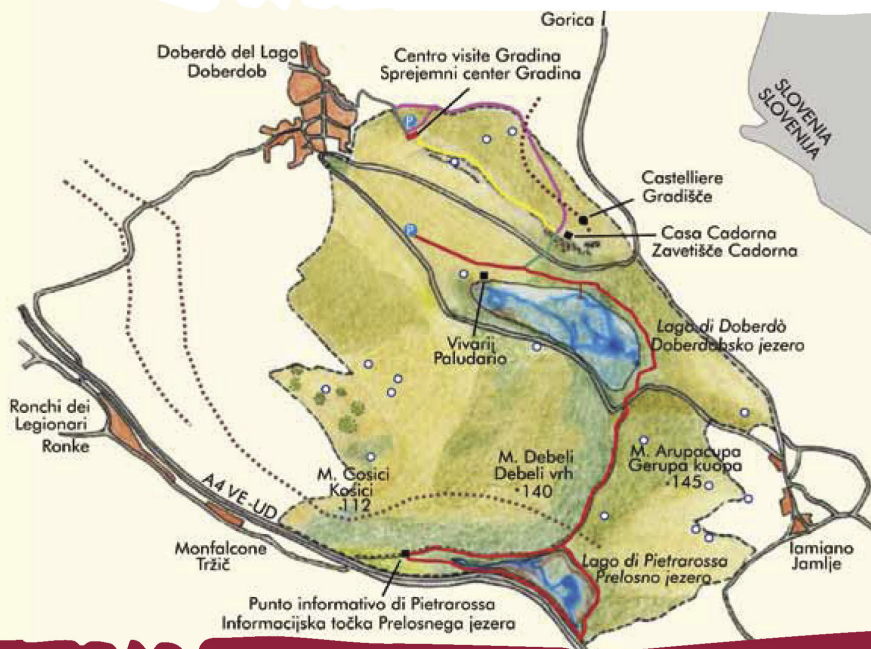 Gorica
Doberdò del Lago
Doberdob
Centro visite Gradina
Sprejemni center Gradina
SLOVENIA
SLOVENIJA
P
Castelliere
Gradišče
Casa Cadorna
Zavetišče Cadorna
P
Vivarij
Paludario
Lago di Doberdò
Doberdobsko jezero
Ronchi dei
Legionari
Ronke
A4 VE-UD
M. Cosici
Košici
112
M. Debeli
Debeli vrh
140
M. Arupacupa
Gerupa kuopa
145
Monfalcone
Tržič
Iamiano
Jamlje
Lago di Pietrarossa
Prelosno jezero
Punto informativo di Pietrarossa
Informacijska točka Prelosnega jezera